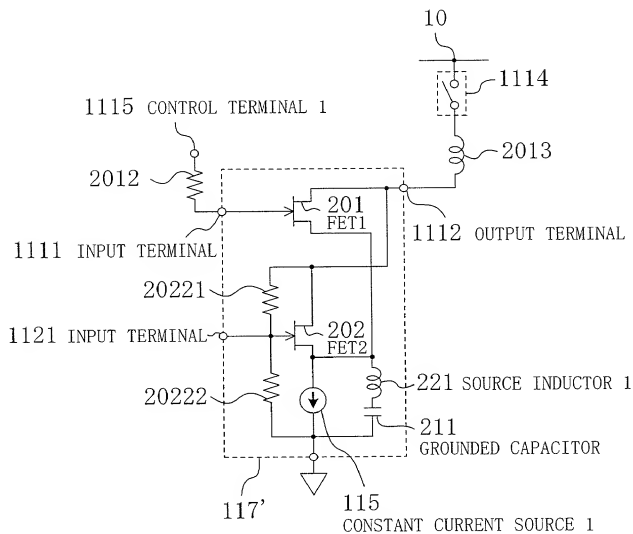 10
1114
1115 CONTROL TERMINAL 1
2013
2012
201
FET1
1112 OUTPUT TERMINAL
1111 INPUT TERMINAL
20221
1121 INPUT TERMINAL
202
FET2
20222
221 SOURCE INDUCTOR 1
211
GROUNDED CAPACITOR
117'
115
CONSTANT CURRENT SOURCE 1